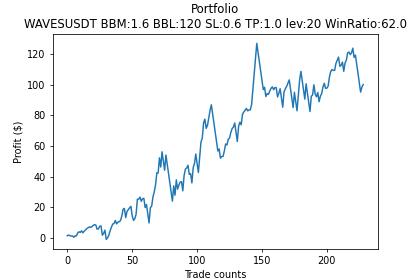 Portfolio
WAVESUSDT BBM:1.6 BBL:120 SL:0.6 TP:1.0 lev:20 WinRatio:62.0
120
100
80
60
40
20
0
Profit ($)
0 50 100 150 200
Trade counts